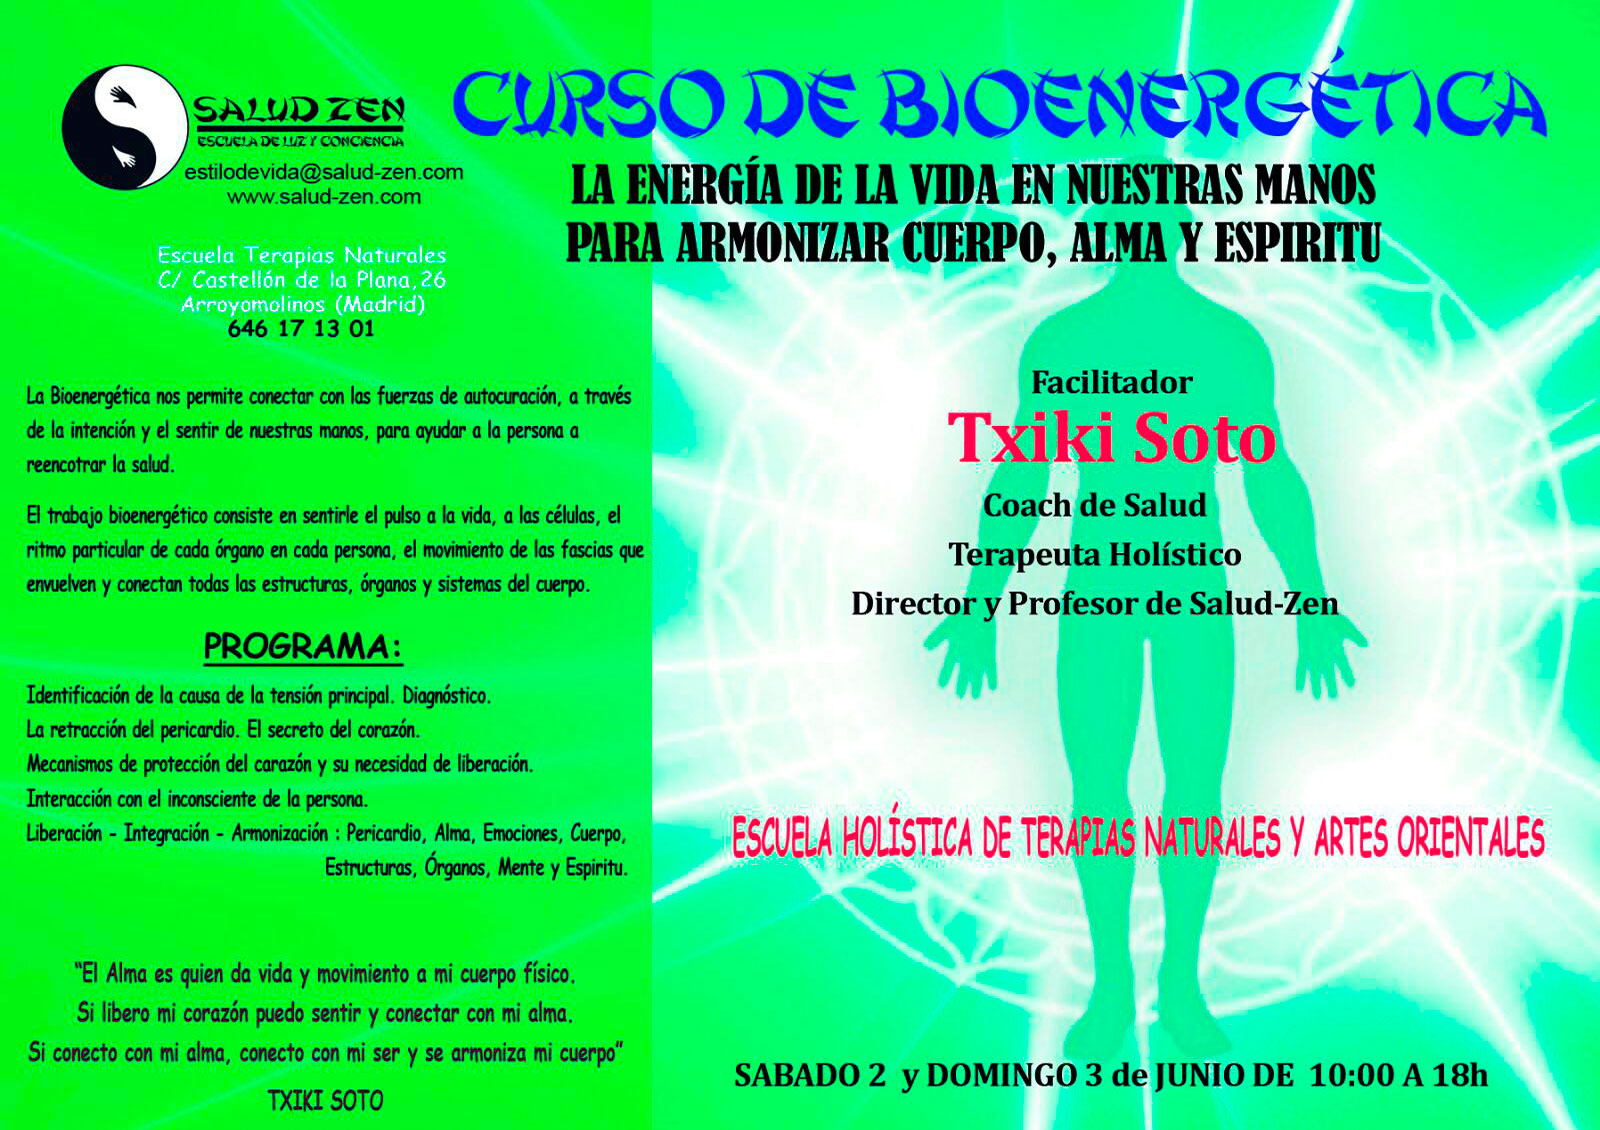 SALUD ZEN
ESCUELA DE LUZ Y CONCIENCIA
estilodevida@salud-zen.com
www.salud-zen.com
Escuela Terapias Naturales
C/ Castellón de la Plana,26
Arroyomolinos (Madrid)
646 17 13 01
La Bioenergética nos permite conectar con las fuerzas de autocuración, a través
de la intención y el sentir de nuestras manos, para ayudar a la persona a
reencotrar la salud.
El trabajo bioenergético consiste en sentirle el pulso a la vida, a las células, el
ritmo particular de cada órgano en cada persona, el movimiento de las fascias que
envuelven y conectan todas las estructuras, órganos y sistemas del cuerpo.
PROGRAMA:
Identificación de la causa de la tensión principal. Diagnóstico.
La retracción del pericardio. El secreto del corazón.
Mecanismos de protección del carazón y su necesidad de liberación.
Interacción con el inconsciente de la persona.
Liberación - Integración - Armonización : Pericardio, Alma, Emociones, Cuerpo,
Estructuras, Órganos, Mente y Espiritu.
“El Alma es quien da vida y movimiento a mi cuerpo físico.
Si libero mi corazón puedo sentir y conectar con mi alma.
Si conecto con mi alma, conecto con mi ser y se armoniza mi cuerpo”
TXIKI SOTO
CURSO DE BIOENERGÉTICA
LA ENERGÍA DE LA VIDA EN NUESTRAS MANOS
PARA ARMONIZAR CUERPO, ALMA Y ESPIRITU
Facilitador
Txiki Soto
Coach de Salud
Terapeuta Holístico
Director y Profesor de Salud-Zen
ESCUELA HOLÍSTICA DE TERAPIAS NATURALES Y ARTES ORIENTALES
SABADO 2 y DOMINGO 3 de JUNIO DE 10:00 A 18h